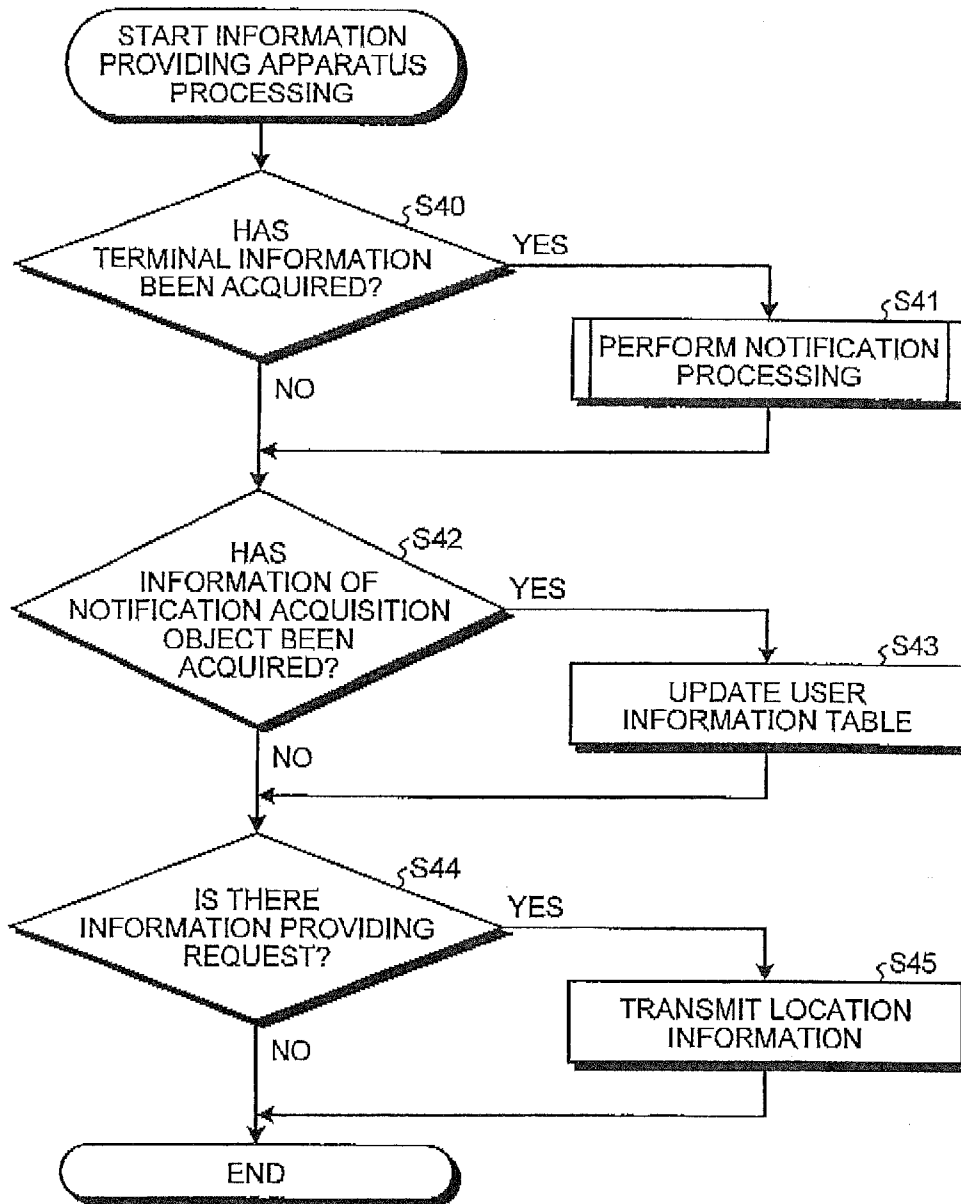 START INFORMATION
PROVIDING APPARATUS
PROCESSING
S40
HAS
TERMINAL INFORMATION
BEEN ACQUIRED?
YES
S41
PERFORM NOTIFICATION
PROCESSING
NO
S42
HAS
INFORMATION OF
NOTIFICATION ACQUISITION
OBJECT BEEN
ACQUIRED?
YES
S43
UPDATE USER
INFORMATION TABLE
NO
S44
IS THERE
INFORMATION PROVIDING
REQUEST?
YES
S45
TRANSMIT LOCATION
INFORMATION
NO
END